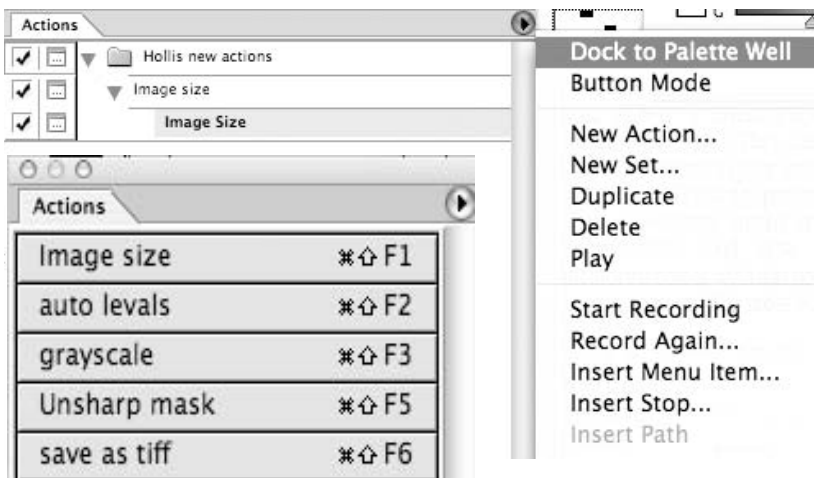 Actions
Hollis new actions
Image size
Image Size
Actions
Image size ⌘⇧F1
auto levals ⌘⇧F2
grayscale ⌘⇧F3
Unsharp mask ⌘⇧F5
save as tiff ⌘⇧F6
Dock to Palette Well
Button Mode
New Action...
New Set...
Duplicate
Delete
Play
Start Recording
Record Again...
Insert Menu Item...
Insert Stop...
Insert Path